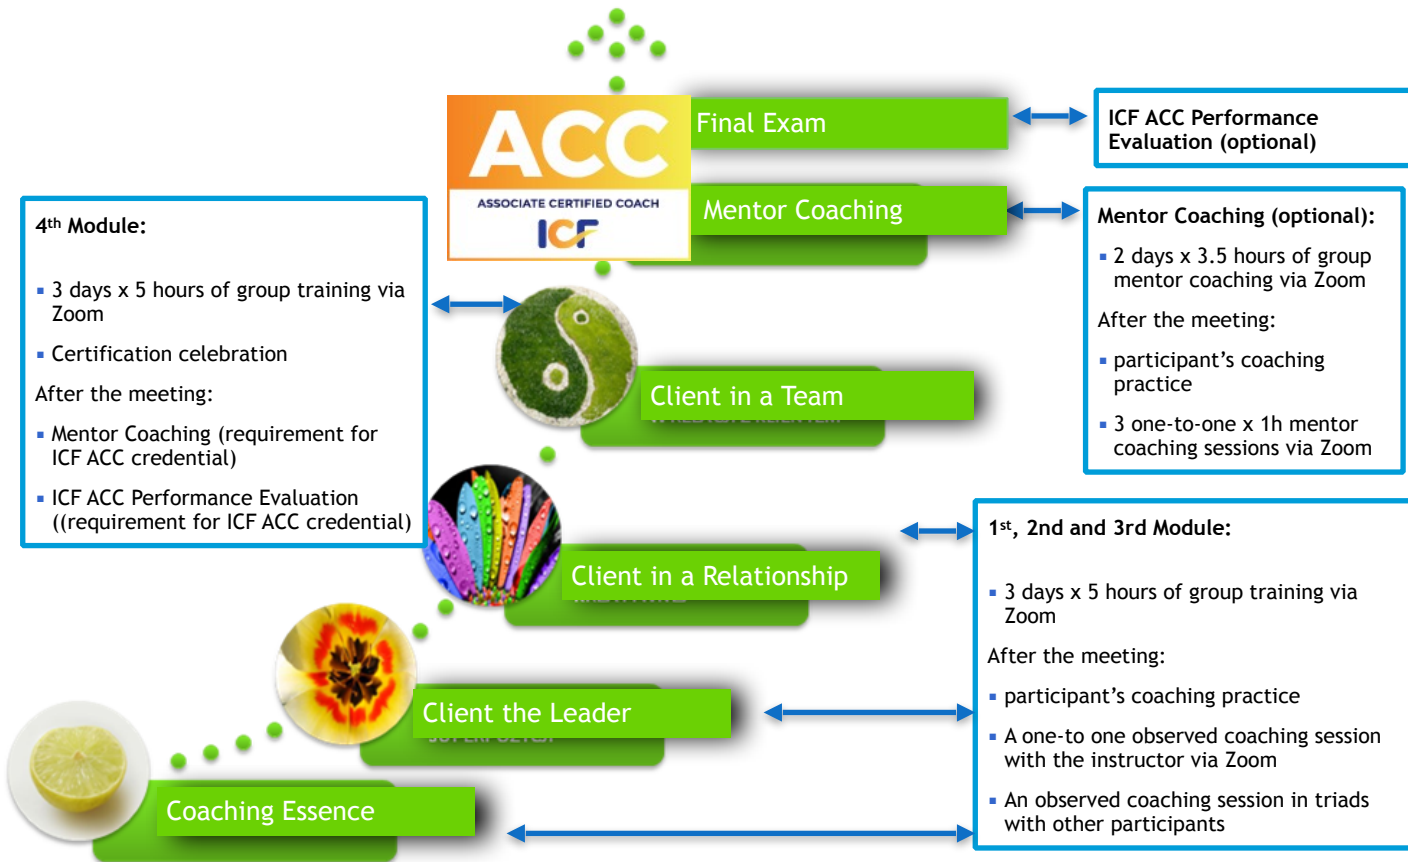 ACC
ASSOCIATE CERTIFIED COACH
ICF
Final Exam
ICF ACC Performance
Evaluation (optional)
Mentor Coaching
Mentor Coaching (optional):
▪ 2 days x 3.5 hours of group
mentor coaching via Zoom
After the meeting:
▪ participant's coaching
practice
▪ 3 one-to-one x 1h mentor
coaching sessions via Zoom
4th Module:
▪ 3 days x 5 hours of group training via
Zoom
▪ Certification celebration
After the meeting:
▪ Mentor Coaching (requirement for
ICF ACC credential)
▪ ICF ACC Performance Evaluation
((requirement for ICF ACC credential)
Client in a Team
Client in a Relationship
Client the Leader
Coaching Essence
1st, 2nd and 3rd Module:
▪ 3 days x 5 hours of group training via
Zoom
After the meeting:
▪ participant's coaching practice
▪ A one-to one observed coaching session
with the instructor via Zoom
▪ An observed coaching session in triads
with other participants